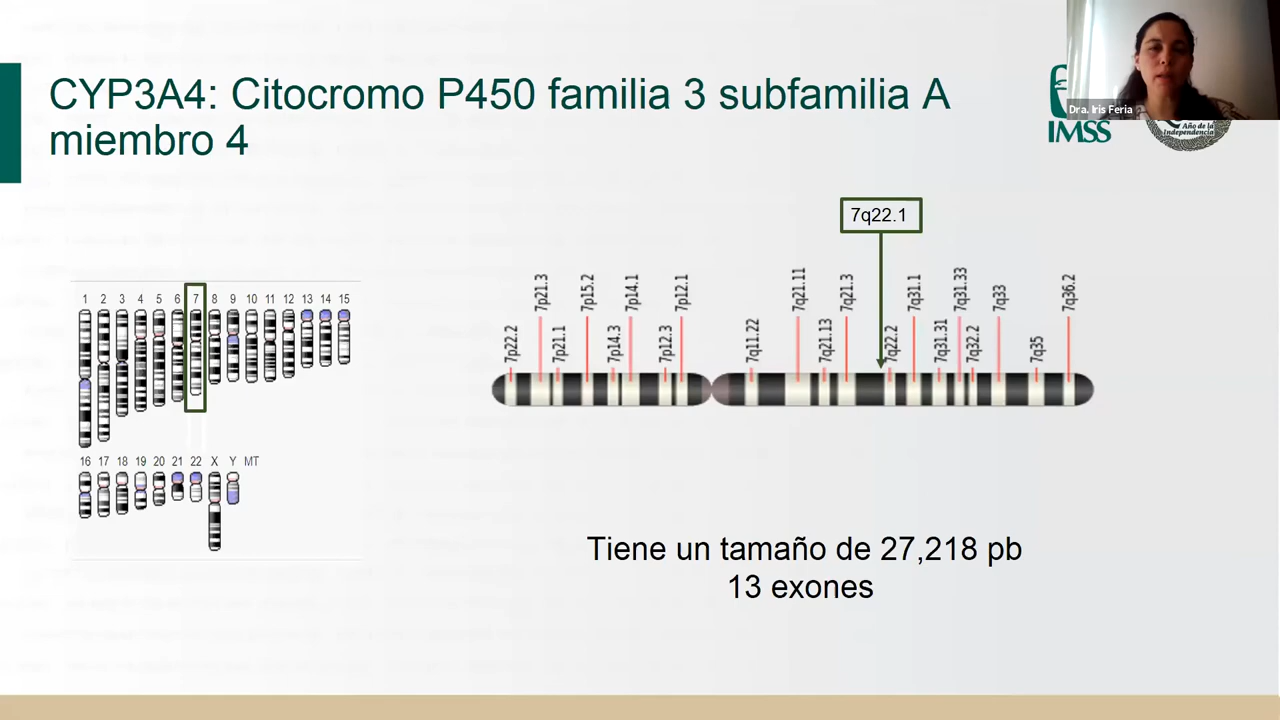 CYP3A4: Citocromo P450 familia 3 subfamilia A
miembro 4
Dra. Iris Feria
IMSS
Año de la
Independencia
7q22.1
1 2 3 4 5 6 7 8 9 10 11 12 13 14 15
16 17 18 19 20 21 22 X Y MT
7p22.2
7p21.3
7p21.1
7p15.2
7p14.3
7p14.1
7p12.3
7p12.1
7q11.22
7q21.11
7q21.13
7q21.3
7q22.2
7q31.1
7q31.31
7q31.33
7q32.2
7q33
7q35
7q36.2
Tiene un tamaño de 27,218 pb
13 exones